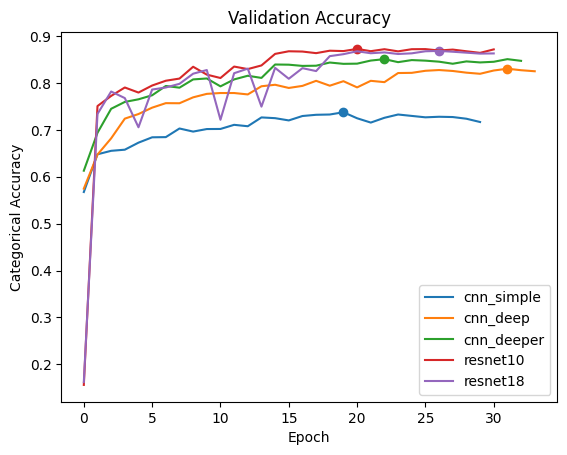 Validation Accuracy
Categorical Accuracy
0.9
0.8
0.7
0.6
0.5
0.4
0.3
0.2
cnn_simple
cnn_deep
cnn_deeper
resnet10
resnet18
0 5 10 15 20 25 30
Epoch